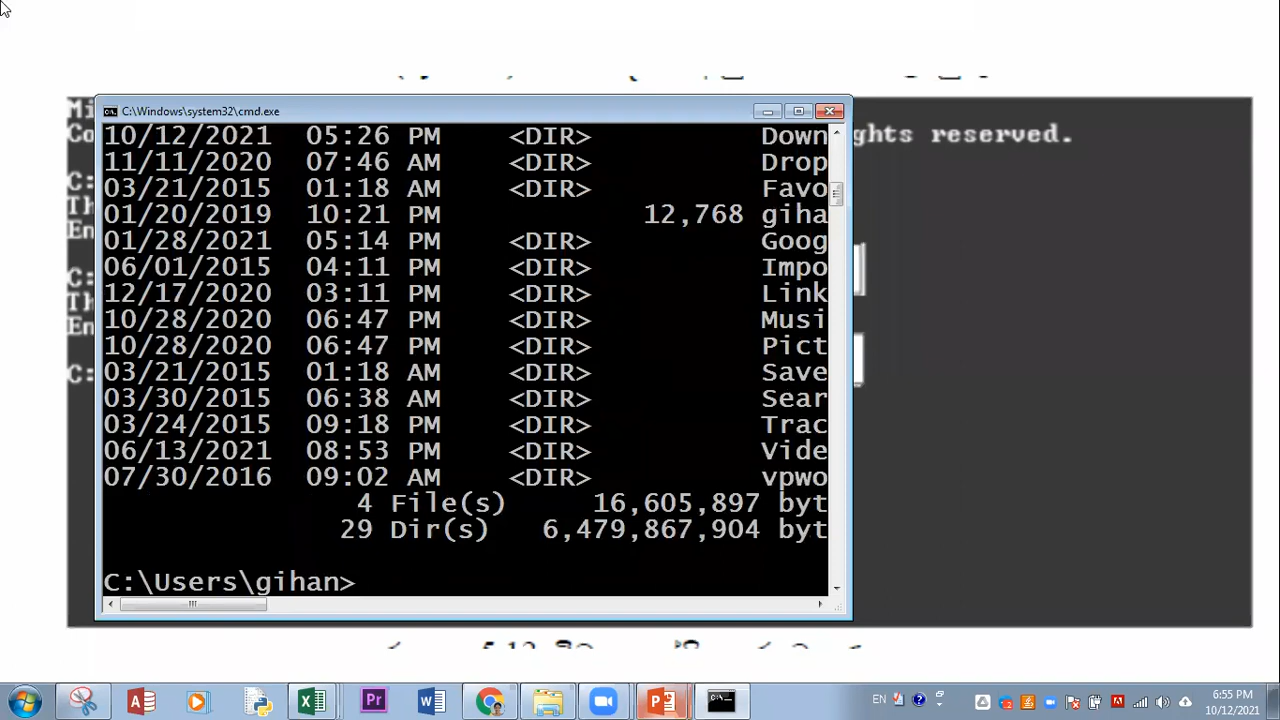 Mi
Co
ghts reserved.
C:
Th
En
C:
Th
En
C:
C:\Windows\system32\cmd.exe
10/12/2021 05:26 PM <DIR> Down
11/11/2020 07:46 AM <DIR> Drop
03/21/2015 01:18 AM <DIR> Favo
01/20/2019 10:21 PM 12,768 giha
01/28/2021 05:14 PM <DIR> Goog
06/01/2015 04:11 PM <DIR> Impo
12/17/2020 03:11 PM <DIR> Link
10/28/2020 06:47 PM <DIR> Musi
10/28/2020 06:47 PM <DIR> Pict
03/21/2015 01:18 AM <DIR> Save
03/30/2015 06:38 AM <DIR> Sear
03/24/2015 09:18 PM <DIR> Trac
06/13/2021 08:53 PM <DIR> Vide
07/30/2016 09:02 AM <DIR> vpwo
4 File(s) 16,605,897 byt
29 Dir(s) 6,479,867,904 byt
C:\Users\gihan>
EN
6:55 PM
10/12/2021